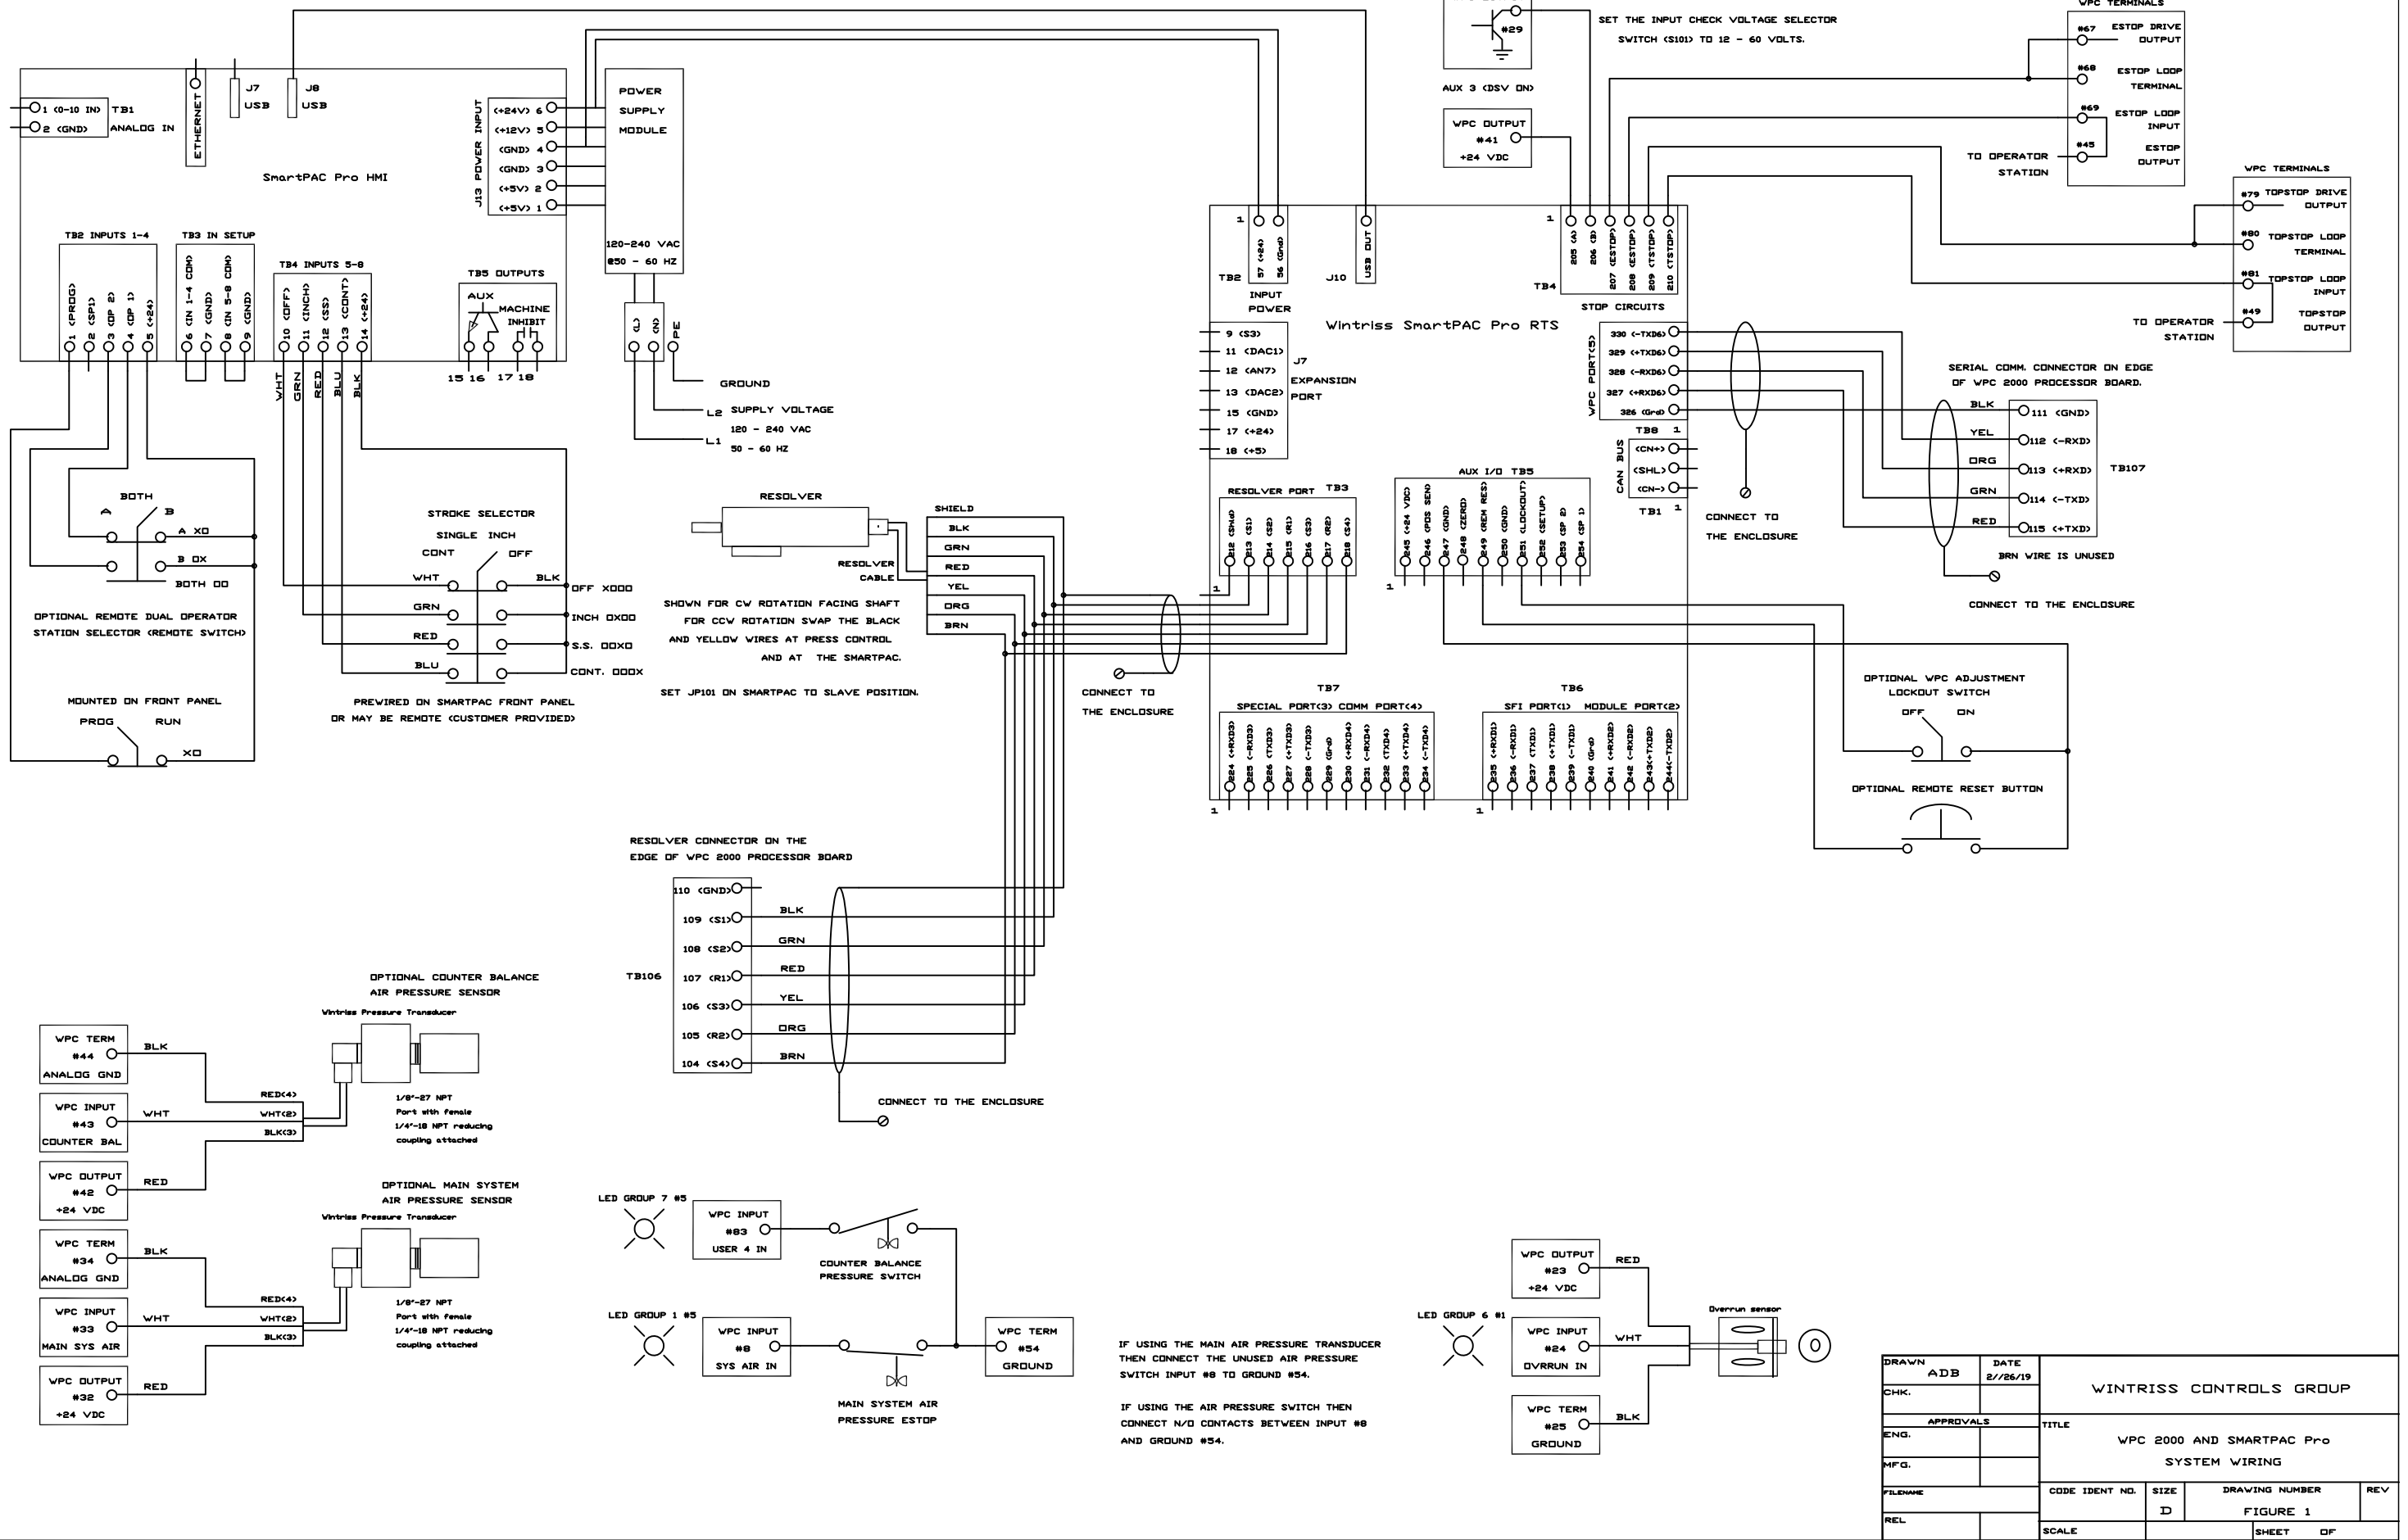 #29
SET THE INPUT CHECK VOLTAGE SELECTOR
SWITCH (S101) TO 12 - 60 VOLTS.
AUX 3 (DSV ON)
WPC OUTPUT
#41
+24 VDC
WPC TERMINALS
#67 ESTOP DRIVE
OUTPUT
#68 ESTOP LOOP
TERMINAL
#69 ESTOP LOOP
INPUT
#45 ESTOP
OUTPUT
TO OPERATOR
STATION
WPC TERMINALS
#79 TOPSTOP DRIVE
OUTPUT
#80 TOPSTOP LOOP
TERMINAL
#81 TOPSTOP LOOP
INPUT
#49 TOPSTOP
OUTPUT
TO OPERATOR
STATION
1 (0-10 IN) TB1
2 (GND) ANALOG IN
ETHERNET
J7
USB
J8
USB
SmartPAC Pro HMI
J13 POWER INPUT
(+24V) 6
(+12V) 5
(GND) 4
(GND) 3
(+5V) 2
(+5V) 1
POWER
SUPPLY
MODULE
120-240 VAC
@50 - 60 HZ
(L)
(N)
PE
GROUND
L2 SUPPLY VOLTAGE
120 - 240 VAC
L1 50 - 60 HZ
TB2 INPUTS 1-4
1 (PROG)
2 (SP1)
3 (OP 2)
4 (OP 1)
5 (+24)
TB3 IN SETUP
6 (IN 1-4 COM)
7 (GND)
8 (IN 5-8 COM)
9 (GND)
TB4 INPUTS 5-8
10 (OFF)
11 (INCH)
12 (SS)
13 (CONT)
14 (+24)
WHT
GRN
RED
BLU
BLK
TB5 OUTPUTS
AUX
MACHINE
INHIBIT
15 16 17 18
BOTH
A B
A XO
B OX
BOTH OO
OPTIONAL REMOTE DUAL OPERATOR
STATION SELECTOR (REMOTE SWITCH)
MOUNTED ON FRONT PANEL
PROG RUN
XO
STROKE SELECTOR
SINGLE INCH
CONT OFF
WHT BLK OFF XOOO
GRN INCH OXOO
RED S.S. OOXO
BLU CONT. OOOX
PREWIRED ON SMARTPAC FRONT PANEL
OR MAY BE REMOTE (CUSTOMER PROVIDED)
RESOLVER
RESOLVER
CABLE
SHIELD
BLK
GRN
RED
YEL
ORG
BRN
SHOWN FOR CW ROTATION FACING SHAFT
FOR CCW ROTATION SWAP THE BLACK
AND YELLOW WIRES AT PRESS CONTROL
AND AT THE SMARTPAC.
SET JP101 ON SMARTPAC TO SLAVE POSITION.
CONNECT TO
THE ENCLOSURE
Wintriss SmartPAC Pro RTS
1
57 (+24)
56 (Gnd)
TB2
INPUT
POWER
J10
USB OUT
1
205 (A)
206 (B)
207 (ESTOP)
208 (ESTOP)
209 (TSTOP)
210 (TSTOP)
TB4
STOP CIRCUITS
9 (S3)
11 (DAC1)
12 (AN7)
13 (DAC2)
15 (GND)
17 (+24)
18 (+5)
J7
EXPANSION
PORT
WPC PORT(5)
330 (-TXD6)
329 (+TXD6)
328 (-RXD6)
327 (+RXD6)
326 (Grd)
TB8 1
CAN BUS
(CN+)
(SHL)
(CN-)
TB1 1
CONNECT TO
THE ENCLOSURE
SERIAL COMM. CONNECTOR ON EDGE
OF WPC 2000 PROCESSOR BOARD.
BLK 111 (GND)
YEL 112 (-RXD)
ORG 113 (+RXD)
GRN 114 (-TXD)
RED 115 (+TXD)
TB107
BRN WIRE IS UNUSED
CONNECT TO THE ENCLOSURE
RESOLVER PORT TB3
212 (SHLD)
213 (S1)
214 (S2)
215 (R1)
216 (S3)
217 (R2)
218 (S4)
1
AUX I/O TB5
245 (+24 VDC)
246 (POS SEN)
247 (GND)
248 (ZERO)
249 (REM RES)
250 (GND)
251 (LOCKOUT)
252 (SETUP)
253 (SP 2)
254 (SP 1)
1
TB7
SPECIAL PORT(3) COMM PORT(4)
224 (+RXD3)
225 (-RXD3)
226 (TXD3)
227 (+TXD3)
228 (-TXD3)
229 (Grd)
230 (+RXD4)
231 (-RXD4)
232 (TXD4)
233 (+TXD4)
234 (-TXD4)
1
TB6
SFI PORT(1) MODULE PORT(2)
235 (+RXD1)
236 (-RXD1)
237 (TXD1)
238 (+TXD1)
239 (-TXD1)
240 (Grd)
241 (+RXD2)
242 (-RXD2)
243(+TXD2)
244(-TXD2)
1
OPTIONAL WPC ADJUSTMENT
LOCKOUT SWITCH
OFF ON
OPTIONAL REMOTE RESET BUTTON
RESOLVER CONNECTOR ON THE
EDGE OF WPC 2000 PROCESSOR BOARD
110 (GND)
109 (S1) BLK
108 (S2) GRN
107 (R1) RED
106 (S3) YEL
105 (R2) ORG
104 (S4) BRN
TB106
CONNECT TO THE ENCLOSURE
OPTIONAL COUNTER BALANCE
AIR PRESSURE SENSOR
Wintriss Pressure Transducer
WPC TERM
#44
ANALOG GND
BLK
WPC INPUT
#43
COUNTER BAL
WHT
WPC OUTPUT
#42
+24 VDC
RED
RED(4)
WHT(2)
BLK(3)
1/8"-27 NPT
Port with female
1/4"-18 NPT reducing
coupling attached
OPTIONAL MAIN SYSTEM
AIR PRESSURE SENSOR
Wintriss Pressure Transducer
WPC TERM
#34
ANALOG GND
BLK
WPC INPUT
#33
MAIN SYS AIR
WHT
WPC OUTPUT
#32
+24 VDC
RED
RED(4)
WHT(2)
BLK(3)
1/8"-27 NPT
Port with female
1/4"-18 NPT reducing
coupling attached
LED GROUP 7 #5
WPC INPUT
#83
USER 4 IN
COUNTER BALANCE
PRESSURE SWITCH
LED GROUP 1 #5
WPC INPUT
#8
SYS AIR IN
MAIN SYSTEM AIR
PRESSURE ESTOP
WPC TERM
#54
GROUND
IF USING THE MAIN AIR PRESSURE TRANSDUCER
THEN CONNECT THE UNUSED AIR PRESSURE
SWITCH INPUT #8 TO GROUND #54.
IF USING THE AIR PRESSURE SWITCH THEN
CONNECT N/O CONTACTS BETWEEN INPUT #8
AND GROUND #54.
WPC OUTPUT
#23
+24 VDC
RED
LED GROUP 6 #1
WPC INPUT
#24
OVRRUN IN
WHT
WPC TERM
#25
GROUND
BLK
Overrun sensor
DRAWN
ADB
DATE
2//26/19
CHK.
APPROVALS
ENG.
MFG.
FILENAME
REL
WINTRISS CONTROLS GROUP
TITLE
WPC 2000 AND SMARTPAC Pro
SYSTEM WIRING
CODE IDENT NO.
SIZE
D
DRAWING NUMBER
FIGURE 1
REV
SCALE
SHEET OF